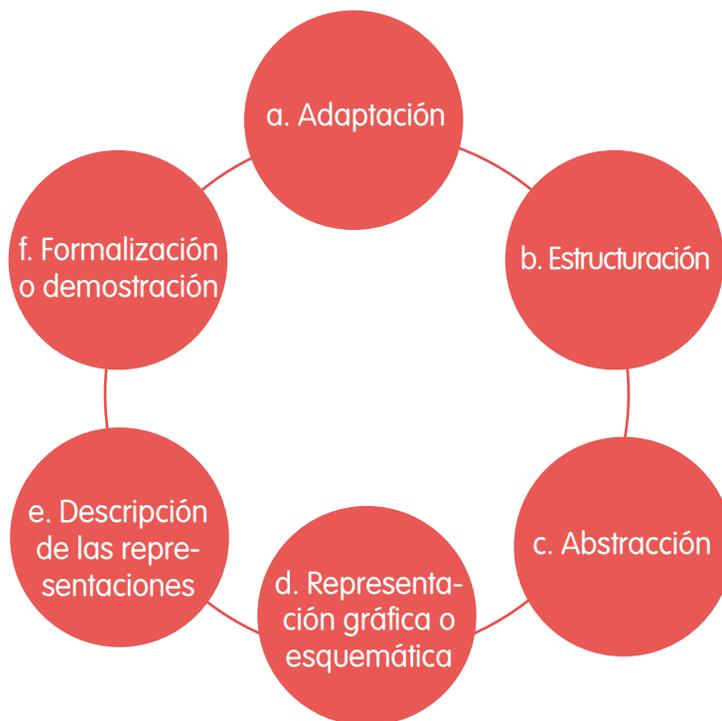 a. Adaptación
b. Estructuración
c. Abstracción
d. Representa-
ción gráfica o
esquemática
e. Descripción
de las repre-
sentaciones
f. Formalización
o demostración